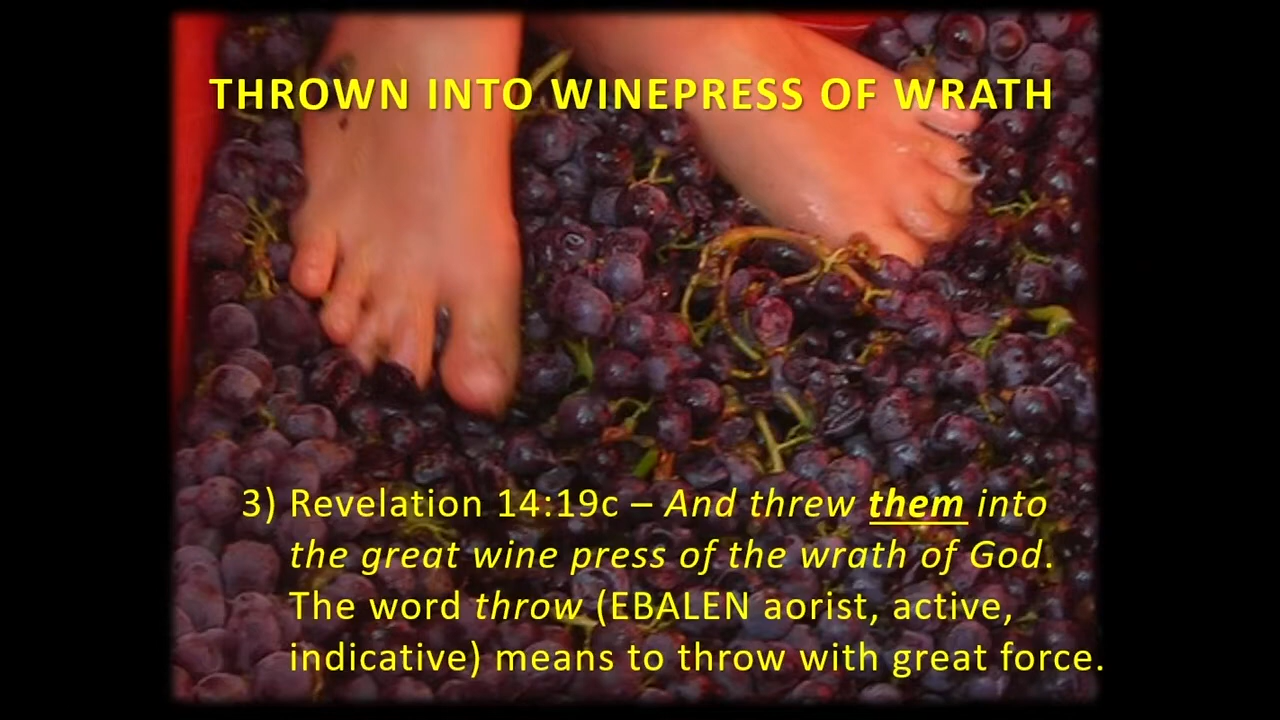 THROWN INTO WINEPRESS OF WRATH
3) Revelation 14:19c – And threw them into
the great wine press of the wrath of God.
The word throw (EBALEN aorist, active,
indicative) means to throw with great force.